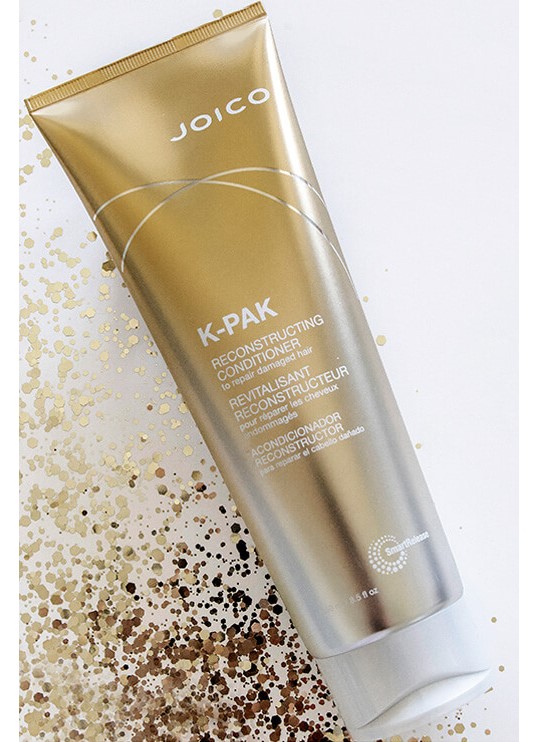 JOICO
K-PAK
RECONSTRUCTING
CONDITIONER
to repair damaged hair
REVITALISANT
RECONSTRUCTEUR
pour réparer les cheveux
endommagés
ACONDICIONADOR
RECONSTRUCTOR
para reparar el cabello dañado
SmartRelease
8.5 fl oz